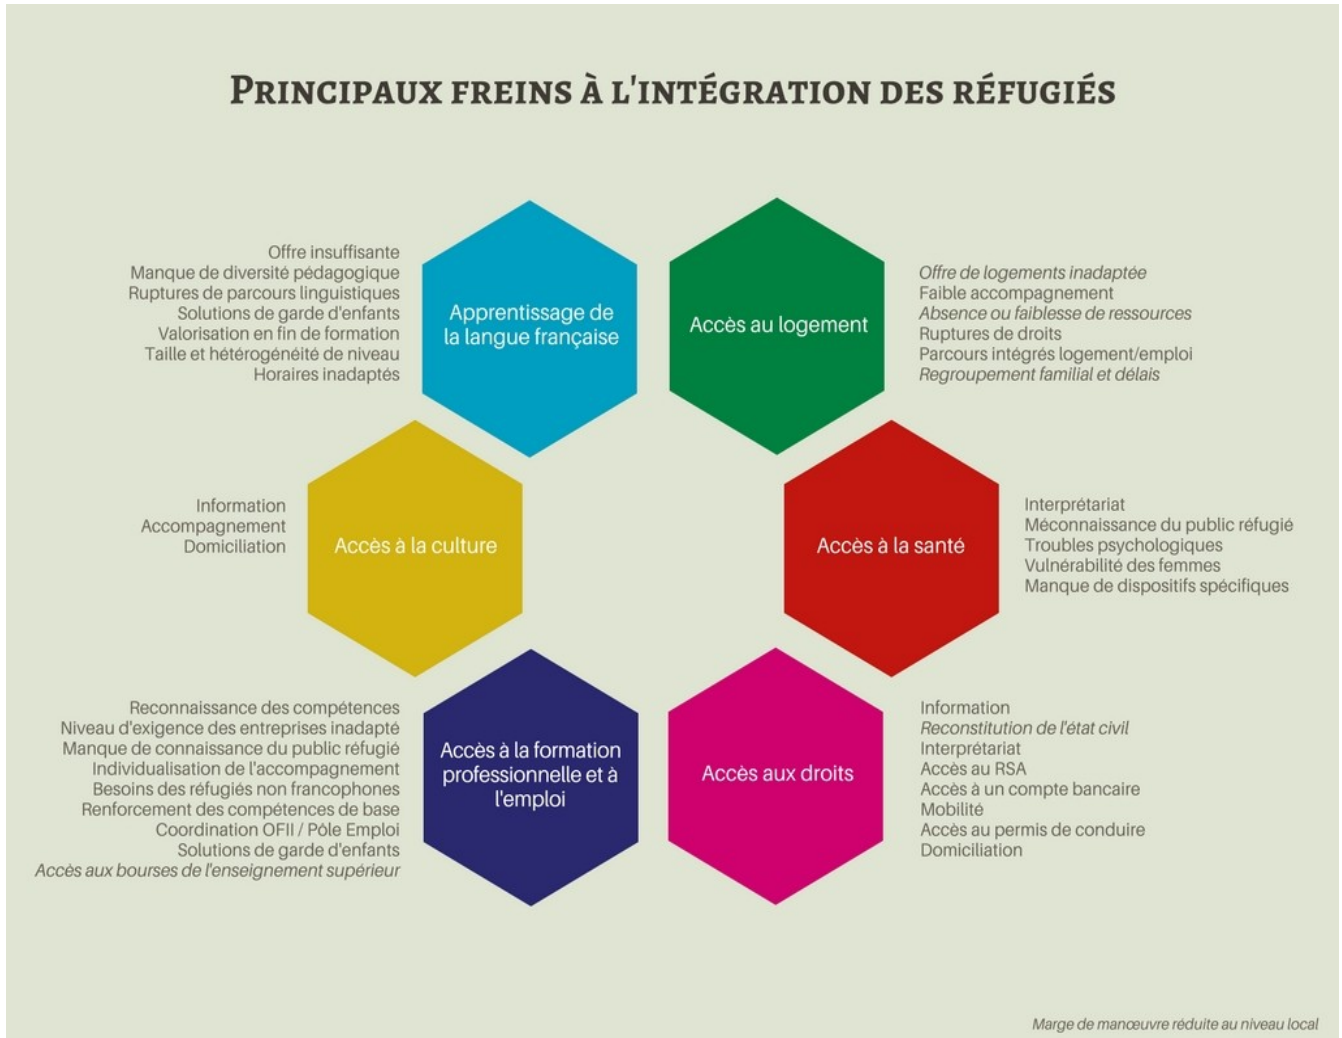 PRINCIPAUX FREINS À L'INTÉGRATION DES RÉFUGIÉS
Offre insuffisante
Manque de diversité pédagogique
Ruptures de parcours linguistiques
Solutions de garde d'enfants
Valorisation en fin de formation
Taille et hétérogénéité de niveau
Horaires inadaptés
Apprentissage de
la langue française
Accès au logement
Offre de logements inadaptée
Faible accompagnement
Absence ou faiblesse de ressources
Ruptures de droits
Parcours intégrés logement/emploi
Regroupement familial et délais
Information
Accompagnement
Domiciliation
Accès à la culture
Accès à la santé
Interprétariat
Méconnaissance du public réfugié
Troubles psychologiques
Vulnérabilité des femmes
Manque de dispositifs spécifiques
Reconnaissance des compétences
Niveau d'exigence des entreprises inadapté
Manque de connaissance du public réfugié
Individualisation de l'accompagnement
Besoins des réfugiés non francophones
Renforcement des compétences de base
Coordination OFII / Pôle Emploi
Solutions de garde d'enfants
Accès aux bourses de l'enseignement supérieur
Accès à la formation
professionnelle et à
l'emploi
Accès aux droits
Information
Reconstitution de l'état civil
Interprétariat
Accès au RSA
Accès à un compte bancaire
Mobilité
Accès au permis de conduire
Domiciliation
Marge de manœuvre réduite au niveau local